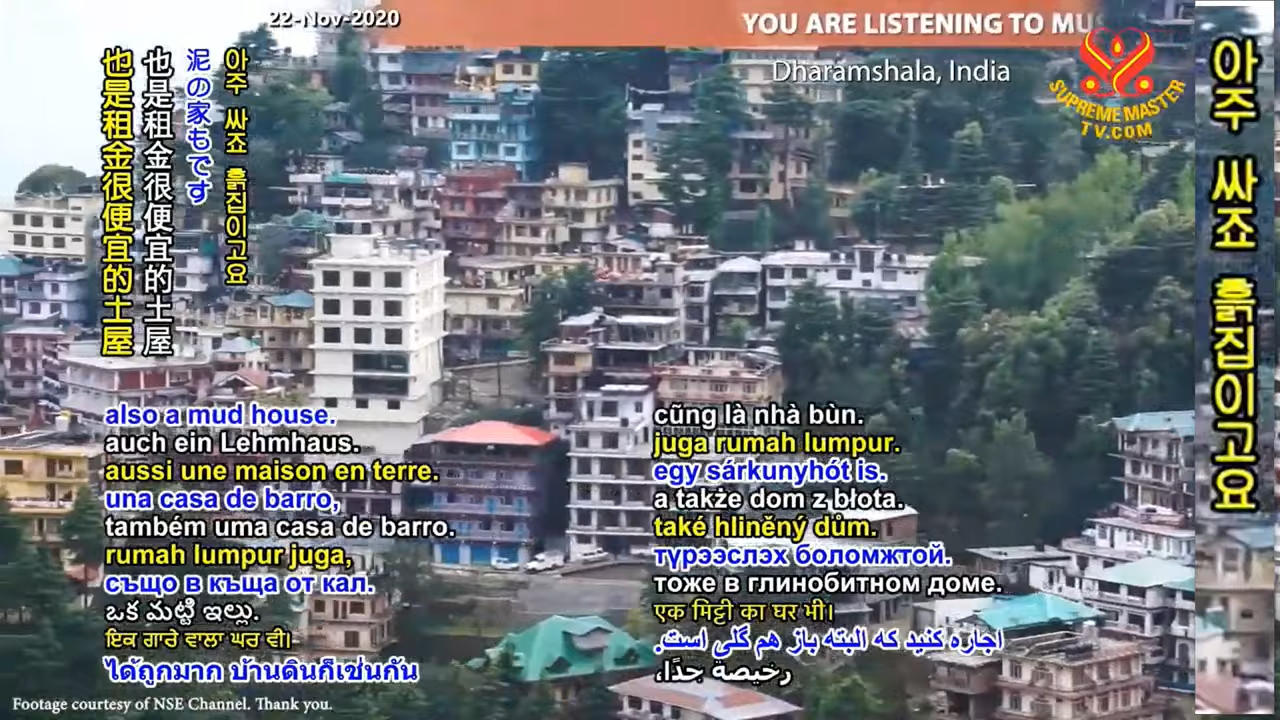 22-Nov-2020
YOU ARE LISTENING TO MUS
Dharamshala, India
SUPREME MASTER
TV.COM
아주 싸죠 흙집이고요
아주 싸죠 흙집이고요
泥の家もです
也是租金很便宜的土屋
也是租金很便宜的土屋
also a mud house.
auch ein Lehmhaus.
aussi une maison en terre.
una casa de barro,
também uma casa de barro.
rumah lumpur juga,
също в къща от кал.
ఒక మట్టి ఇల్లు.
ਇਕ ਗਾਰੇ ਵਾਲਾ ਘਰ ਵੀ।
ได้ถูกมาก บ้านดินก็เช่นกัน
cũng là nhà bùn.
juga rumah lumpur.
egy sárkunyhót is.
a także dom z błota.
také hliněný dům.
түрээслэх боломжтой.
тоже в глинобитном доме.
एक मिट्टी का घर भी।
اجاره کنید که البته باز هم گلی است.
رخيصة جدًا،
Footage courtesy of NSE Channel. Thank you.